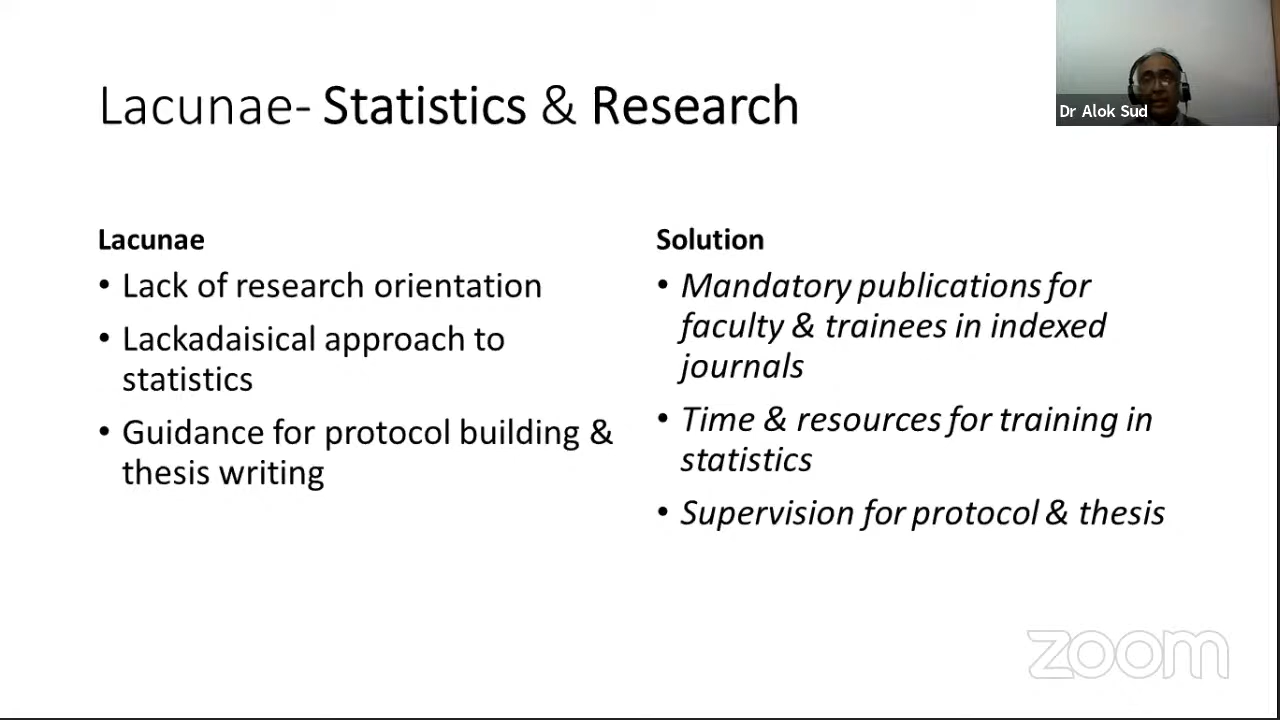 Lacunae- Statistics & Research
Dr Alok Sud
Lacunae
• Lack of research orientation
• Lackadaisical approach to
statistics
• Guidance for protocol building &
thesis writing
Solution
• Mandatory publications for
faculty & trainees in indexed
journals
• Time & resources for training in
statistics
• Supervision for protocol & thesis
zoom